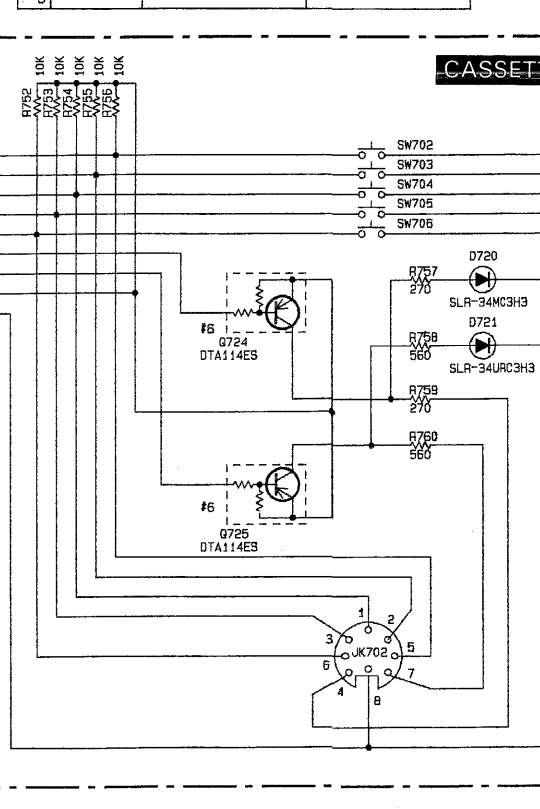 10K
10K
10K
10K
10K
R752
R753
R754
R755
R756
CASSET
SW702
SW703
SW704
SW705
SW706
D720
R757
270
SLR-34MC3H3
D721
R758
560
SLR-34URC3H3
#6
Q724
DTA114ES
R759
270
R760
560
#6
Q725
DTA114ES
1
2
3
5
JK702
6
7
4
8